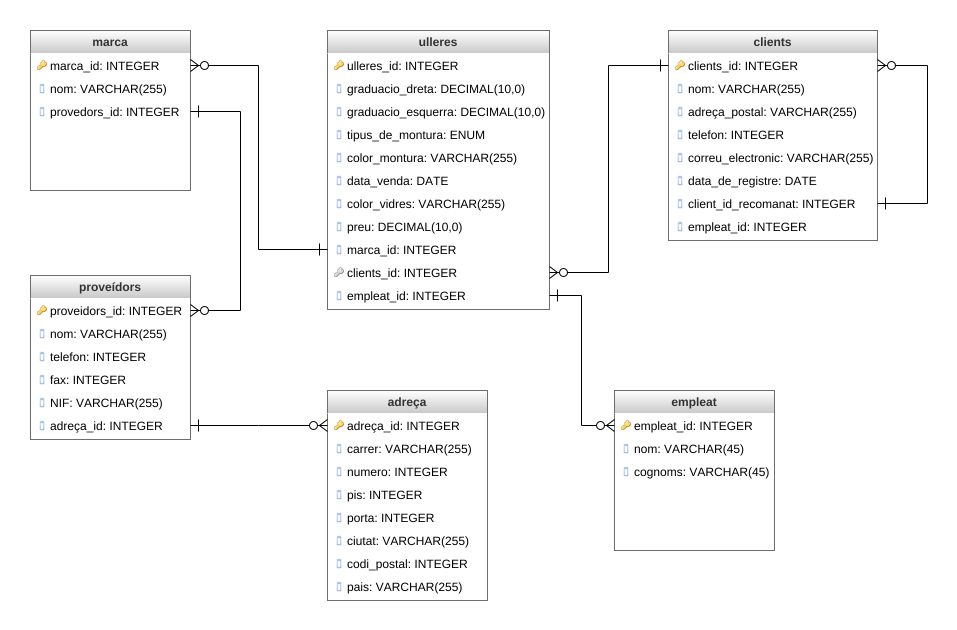 marca
marca_id: INTEGER
nom: VARCHAR(255)
provedors_id: INTEGER
ulleres
ulleres_id: INTEGER
graduacio_dreta: DECIMAL(10,0)
graduacio_esquerra: DECIMAL(10,0)
tipus_de_montura: ENUM
color_montura: VARCHAR(255)
data_venda: DATE
color_vidres: VARCHAR(255)
preu: DECIMAL(10,0)
marca_id: INTEGER
clients_id: INTEGER
empleat_id: INTEGER
clients
clients_id: INTEGER
nom: VARCHAR(255)
adreça_postal: VARCHAR(255)
telefon: INTEGER
correu_electronic: VARCHAR(255)
data_de_registre: DATE
client_id_recomanat: INTEGER
empleat_id: INTEGER
proveídors
proveidors_id: INTEGER
nom: VARCHAR(255)
telefon: INTEGER
fax: INTEGER
NIF: VARCHAR(255)
adreça_id: INTEGER
adreça
adreça_id: INTEGER
carrer: VARCHAR(255)
numero: INTEGER
pis: INTEGER
porta: INTEGER
ciutat: VARCHAR(255)
codi_postal: INTEGER
pais: VARCHAR(255)
empleat
empleat_id: INTEGER
nom: VARCHAR(45)
cognoms: VARCHAR(45)